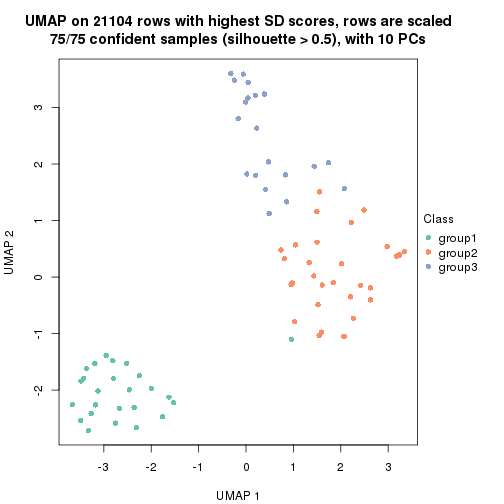 UMAP on 21104 rows with highest SD scores, rows are scaled
75/75 confident samples (silhouette > 0.5), with 10 PCs
3
2
1
0
-1
-2
UMAP 2
Class
group1
group2
group3
-3 -2 -1 0 1 2 3
UMAP 1